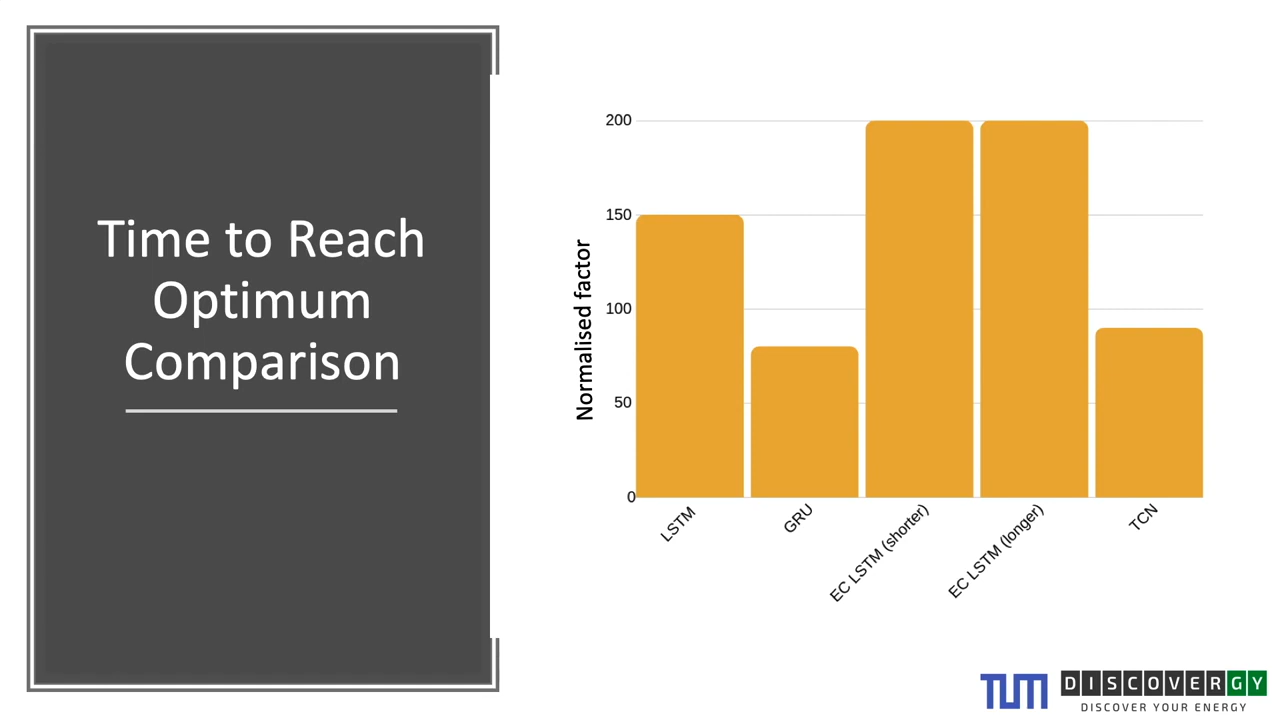 Time to Reach
Optimum
Comparison
Normalised factor
200
150
100
50
0
LSTM
GRU
EC LSTM (shorter)
EC LSTM (longer)
TCN
TUM
DISCOVERGY
DISCOVER YOUR ENERGY